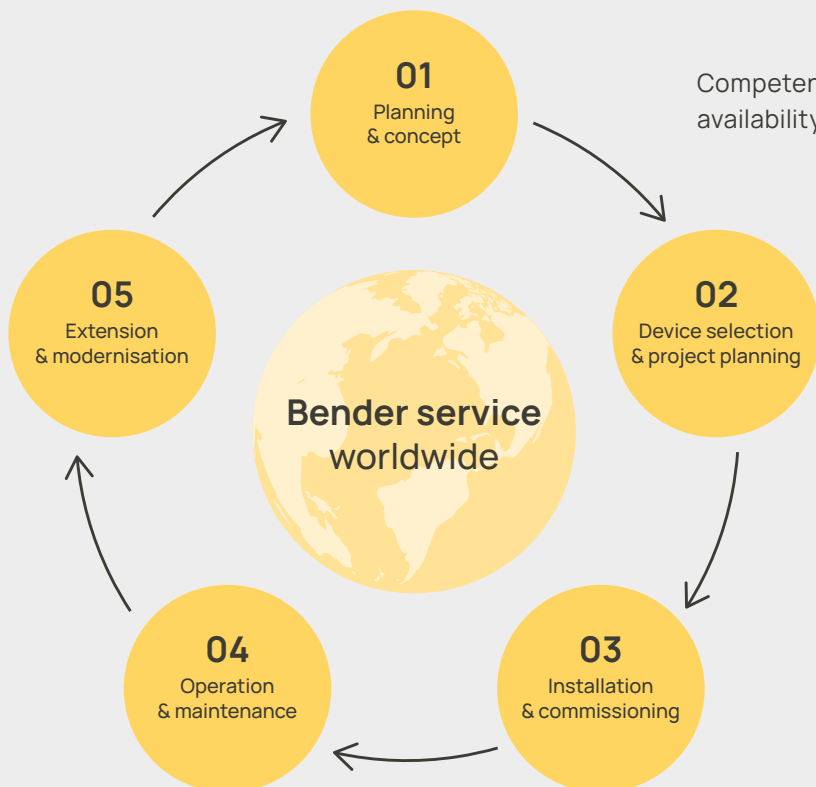 01
Planning
& concept
availability
02
Device selection
& project planning
03
Installation
& commissioning
04
Operation
& maintenance
05
Extension
& modernisation
Bender service
worldwide